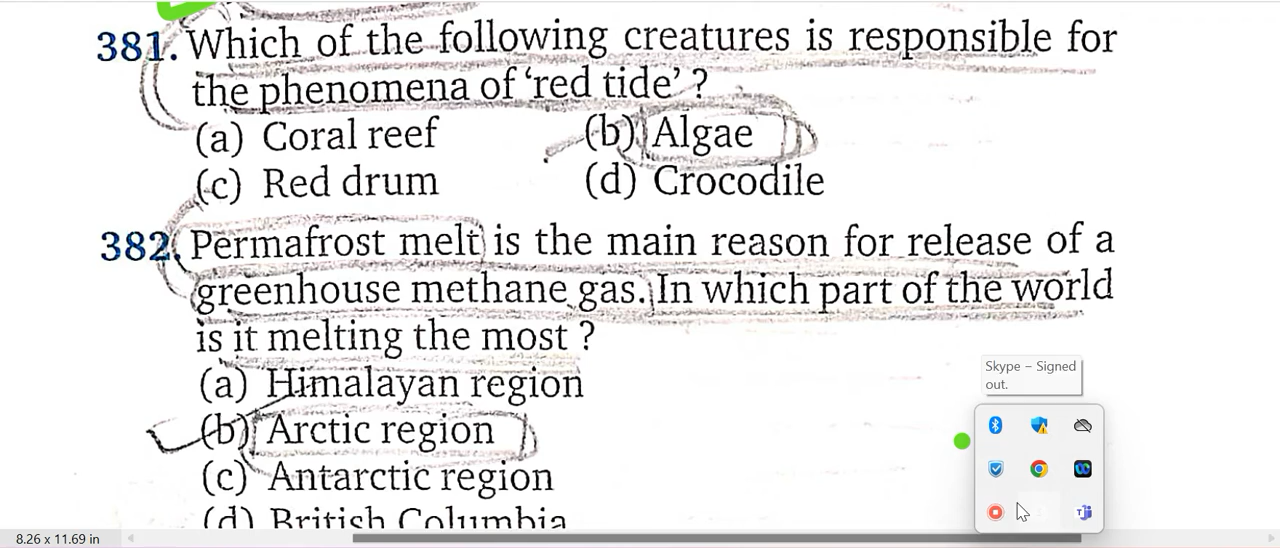 381. Which of the following creatures is responsible for
the phenomena of ‘red tide’ ?
(a) Coral reef (b) Algae
(c) Red drum (d) Crocodile
382. Permafrost melt is the main reason for release of a
greenhouse methane gas. In which part of the world
is it melting the most ?
(a) Himalayan region
(b) Arctic region
(c) Antarctic region
(d) British Columbia
Skype – Signed
out.
8.26 x 11.69 in